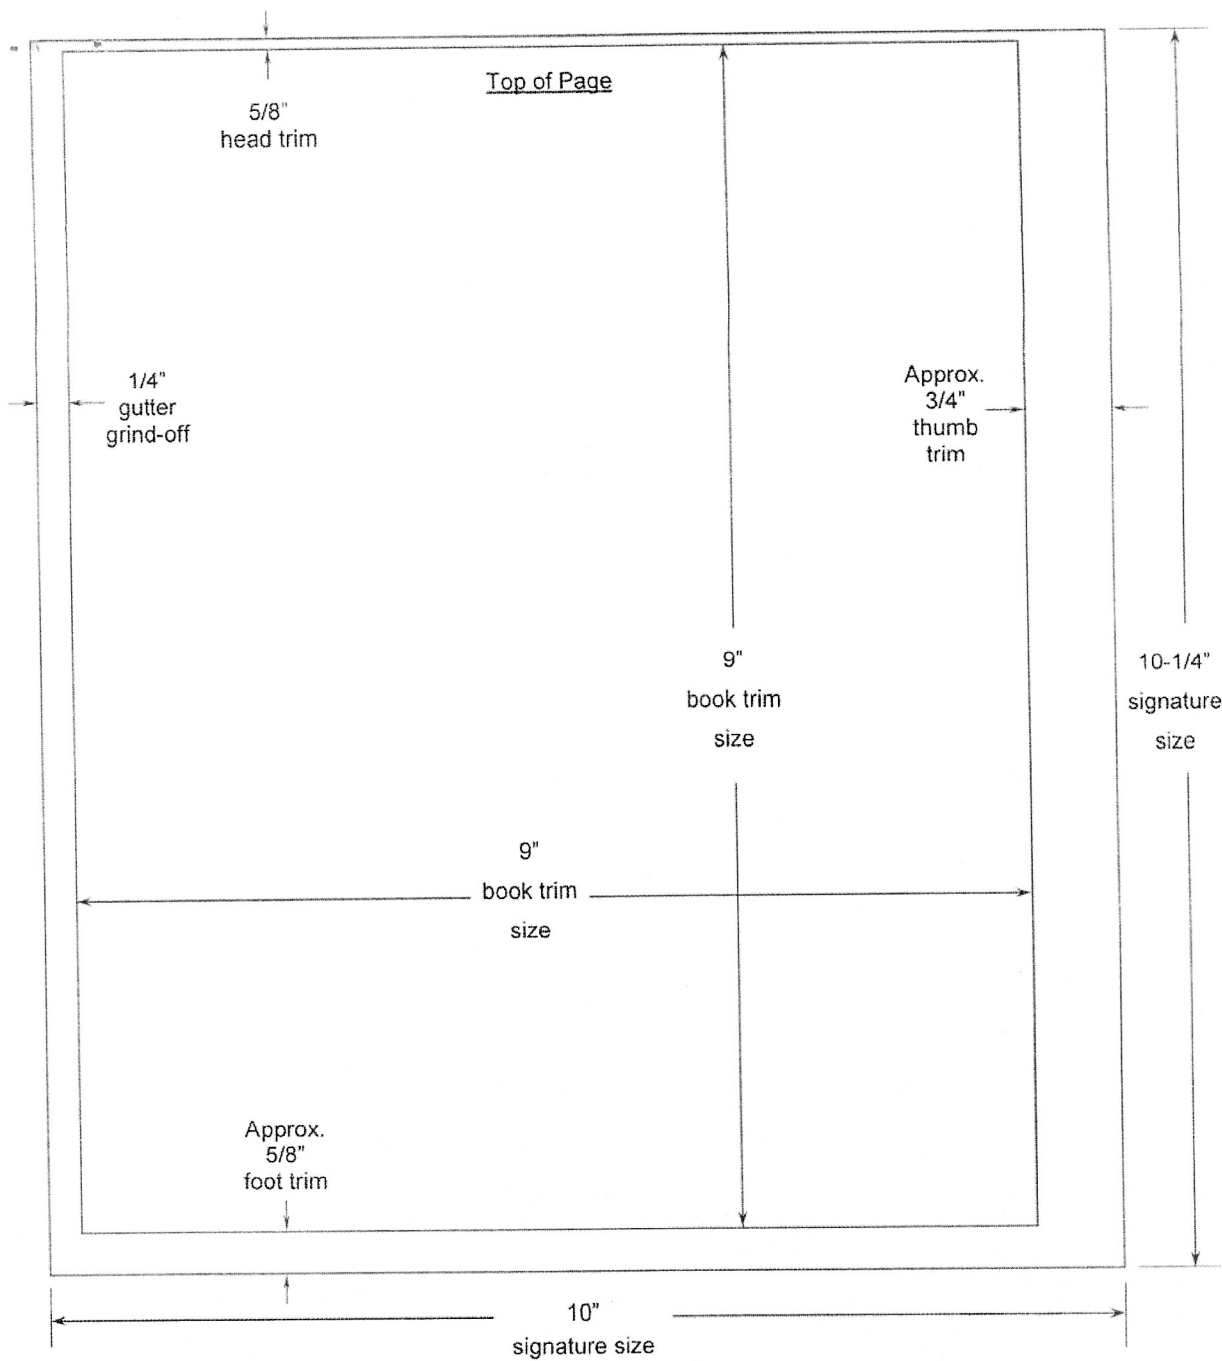 Top of Page
5/8"
head trim
1/4"
gutter
grind-off
Approx.
3/4"
thumb
trim
9"
book trim
size
10-1/4"
signature
size
9"
book trim
size
Approx.
5/8"
foot trim
10"
signature size